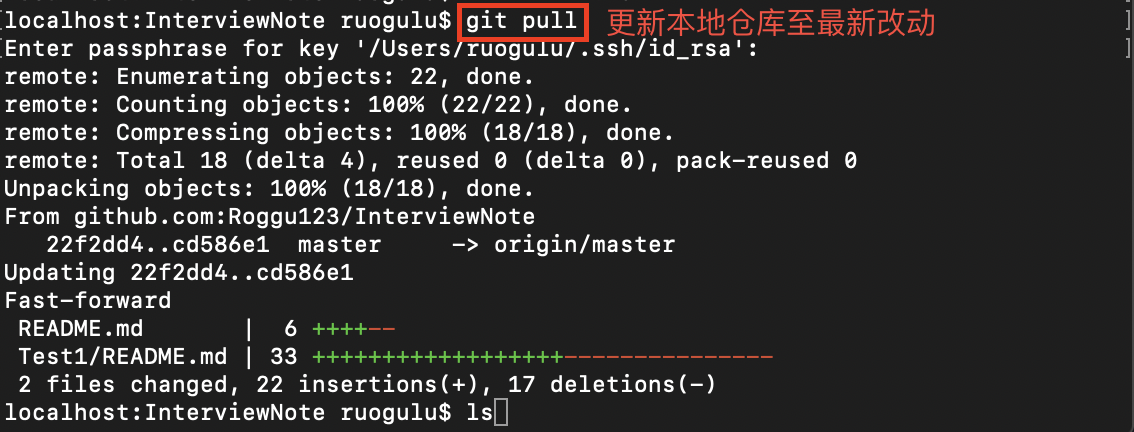 localhost:InterviewNote ruogulu$ git pull 更新本地仓库至最新改动
Enter passphrase for key '/Users/ruogulu/.ssh/id_rsa':
remote: Enumerating objects: 22, done.
remote: Counting objects: 100% (22/22), done.
remote: Compressing objects: 100% (18/18), done.
remote: Total 18 (delta 4), reused 0 (delta 0), pack-reused 0
Unpacking objects: 100% (18/18), done.
From github.com:Roggu123/InterviewNote
   22f2dd4..cd586e1  master     -> origin/master
Updating 22f2dd4..cd586e1
Fast-forward
 README.md       |  6 ++++--
 Test1/README.md | 33 ++++++++++++++++++---------------
 2 files changed, 22 insertions(+), 17 deletions(-)
localhost:InterviewNote ruogulu$ ls